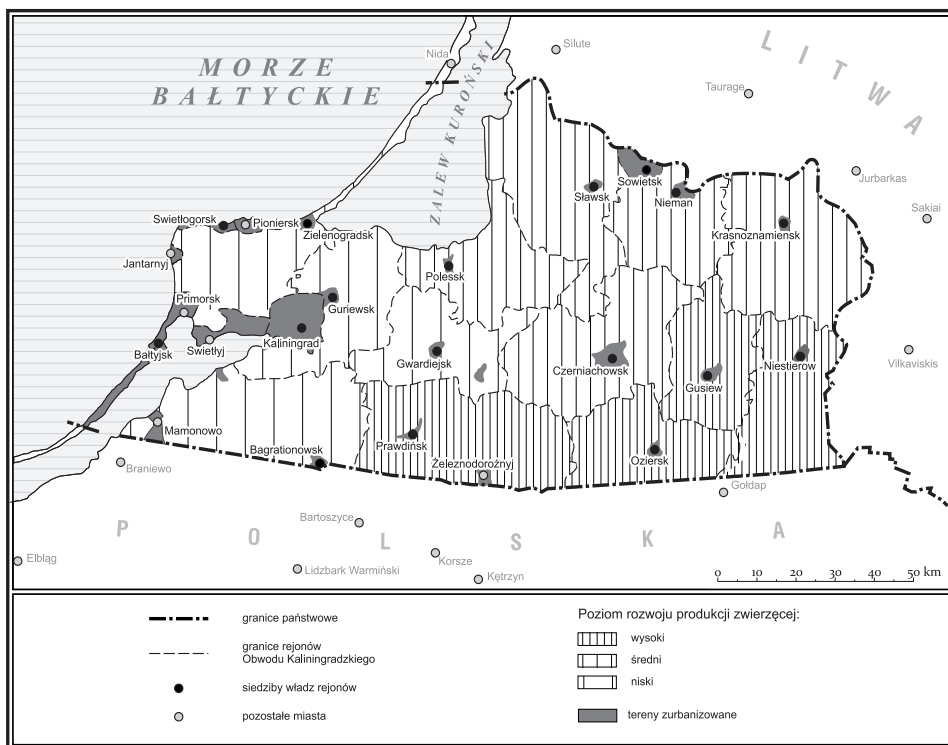 MORZE
BAŁTYCKIE
ZALEW KUROŃSKI
LITWA
Nida
Silute
Taurage
Jurbarkas
Sakiai
Vilkaviskis
Sowietsk
Sławsk
Nieman
Krasnoznamiensk
Swietłogorsk
Pioniersk
Zielenogradsk
Jantarnyj
Polessk
Primorsk
Guriewsk
Kaliningrad
Swietłyj
Bałtyjsk
Gwardiejsk
Czerniachowsk
Gusiew
Niestierow
Mamonowo
Bagrationowsk
Prawdińsk
Żeleznodorożnyj
Oziersk
Braniewo
Gołdap
Bartoszyce
POLSKA
Elbląg
Lidzbark Warmiński
Korsze
Kętrzyn
0 10 20 30 40 50 km
granice państwowe
granice rejonów
Obwodu Kaliningradzkiego
siedziby władz rejonów
pozostałe miasta
Poziom rozwoju produkcji zwierzęcej:
wysoki
średni
niski
tereny zurbanizowane